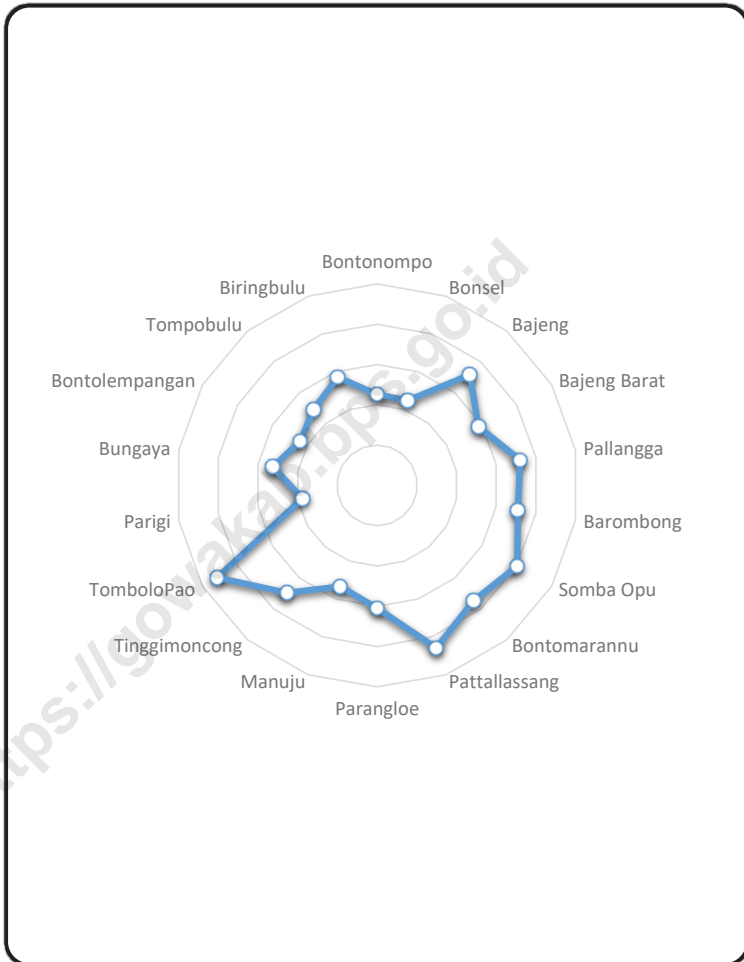 Bontonompo
Bonsel
Bajeng
Bajeng Barat
Pallangga
Barombong
Somba Opu
Bontomarannu
Pattallassang
Parangloe
Manuju
Tinggimoncong
TomboloPao
Parigi
Bungaya
Bontolempangan
Tompobulu
Biringbulu
https://gowakab.bps.go.id